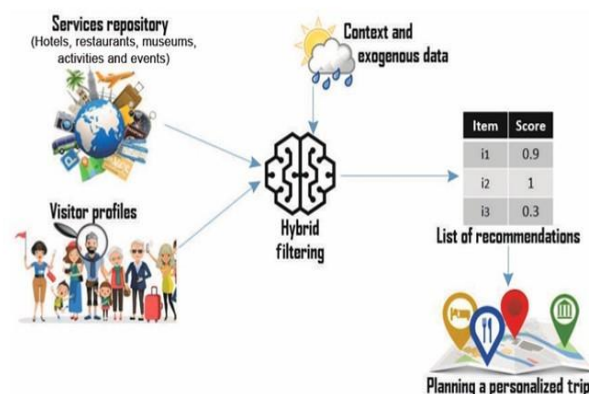 Services repository
(Hotels, restaurants, museums,
activities and events)
Context and
exogenous data
Visitor profiles
Hybrid
filtering
Item Score
i1 0.9
i2 1
i3 0.3
List of recommendations
Planning a personalized trip